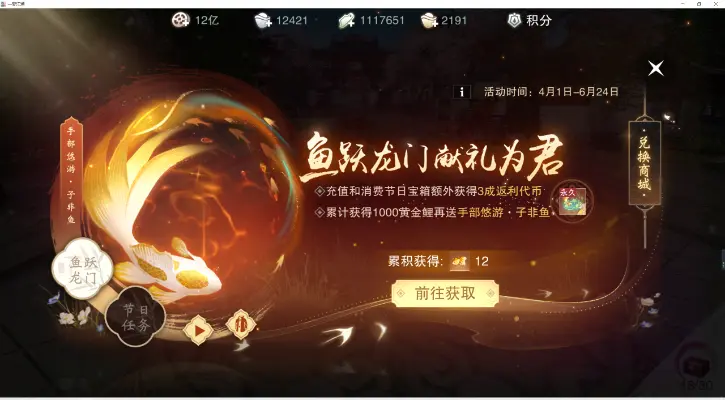 12亿
12421
1117651
2191
积分
活动时间：4月1日-6月24日
手部悠游·子非鱼
鱼跃龙门献礼为君
兑换商城
充值和消费节日宝箱额外获得3成返利代币
永久
累计获得1000黄金鲤再送手部悠游·子非鱼
累积获得： 12
前往获取
鱼跃
龙门
节日
任务
18:30